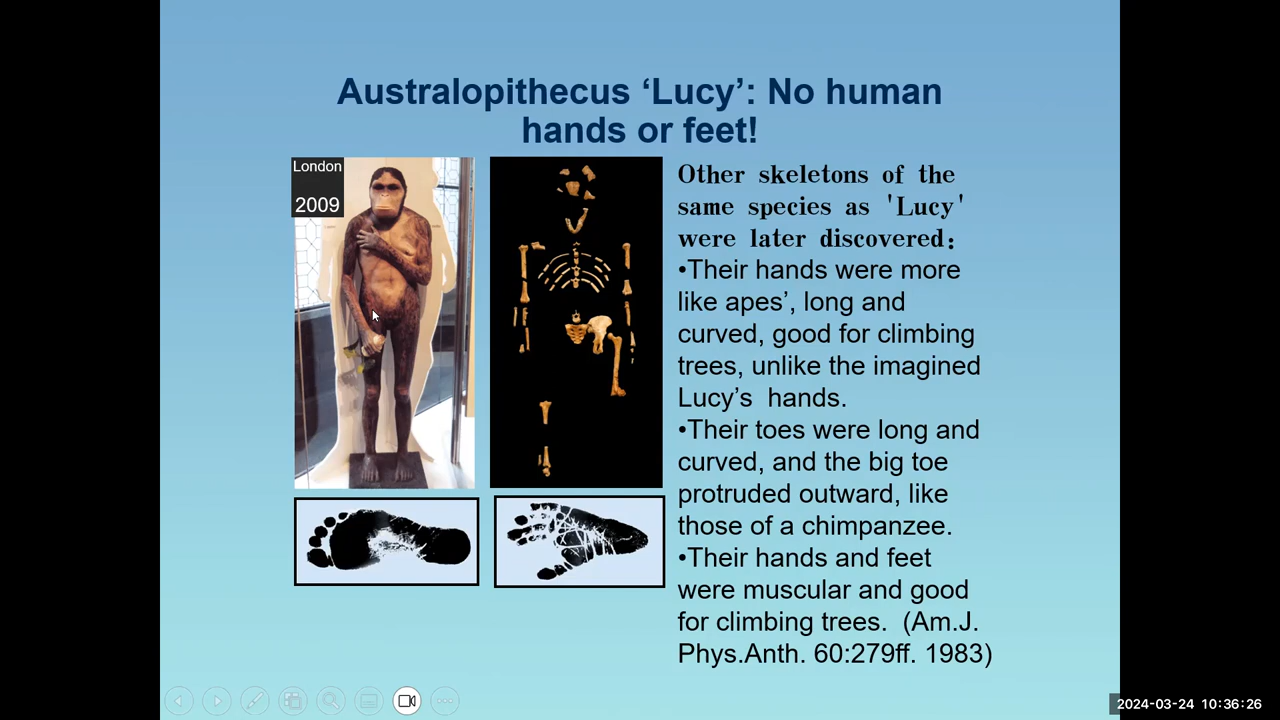 Australopithecus ‘Lucy’: No human
hands or feet!
London
2009
Other skeletons of the
same species as 'Lucy'
were later discovered:
•Their hands were more
like apes’, long and
curved, good for climbing
trees, unlike the imagined
Lucy’s  hands.
•Their toes were long and
curved, and the big toe
protruded outward, like
those of a chimpanzee.
•Their hands and feet
were muscular and good
for climbing trees.  (Am.J.
Phys.Anth. 60:279ff. 1983)
2024-03-24 10:36:26